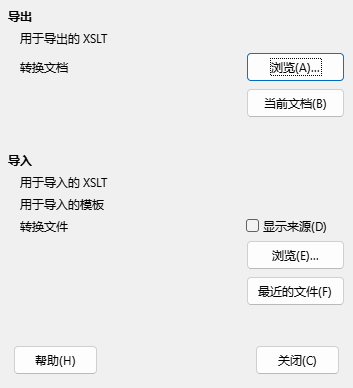 导出
用于导出的 XSLT
转换文档
浏览(A)...
当前文档(B)
导入
用于导入的 XSLT
用于导入的模板
转换文件
显示来源(D)
浏览(E)...
最近的文件(F)
帮助(H)
关闭(C)